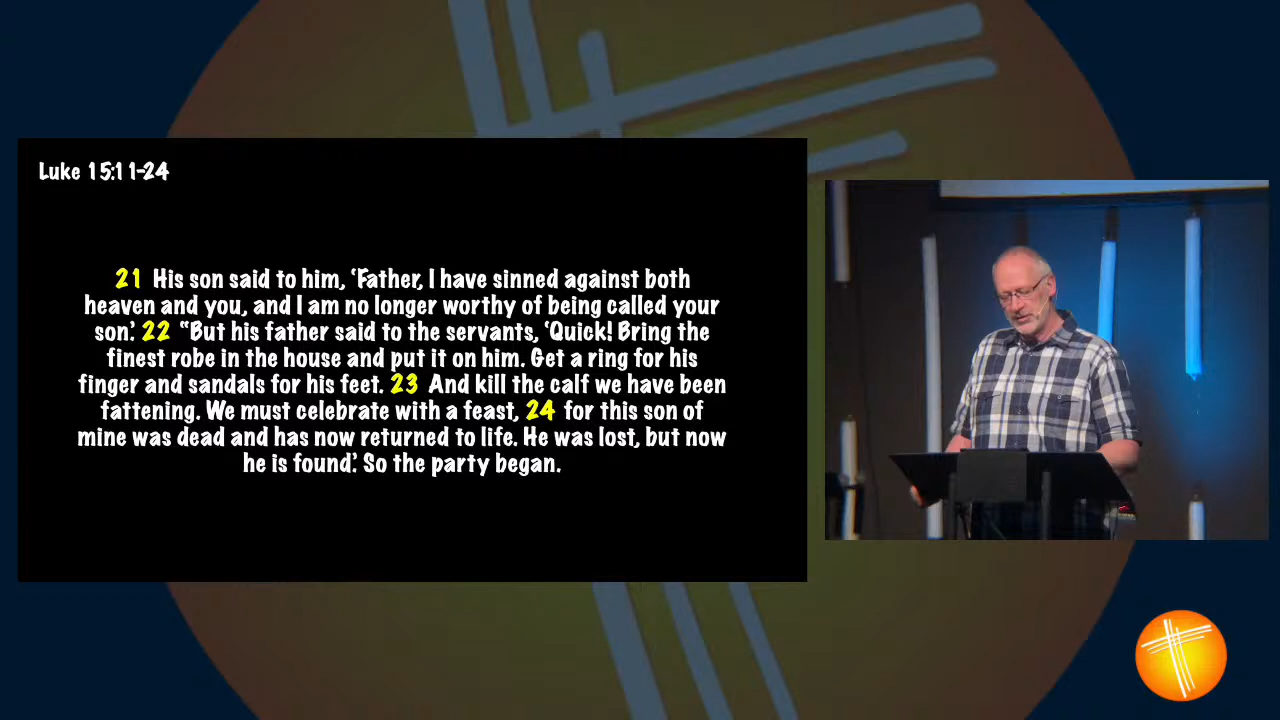 Luke 15:11-24
21 His son said to him, ‘Father, I have sinned against both
heaven and you, and I am no longer worthy of being called your
son.’ 22 “But his father said to the servants, ‘Quick! Bring the
finest robe in the house and put it on him. Get a ring for his
finger and sandals for his feet. 23 And kill the calf we have been
fattening. We must celebrate with a feast, 24 for this son of
mine was dead and has now returned to life. He was lost, but now
he is found.’ So the party began.